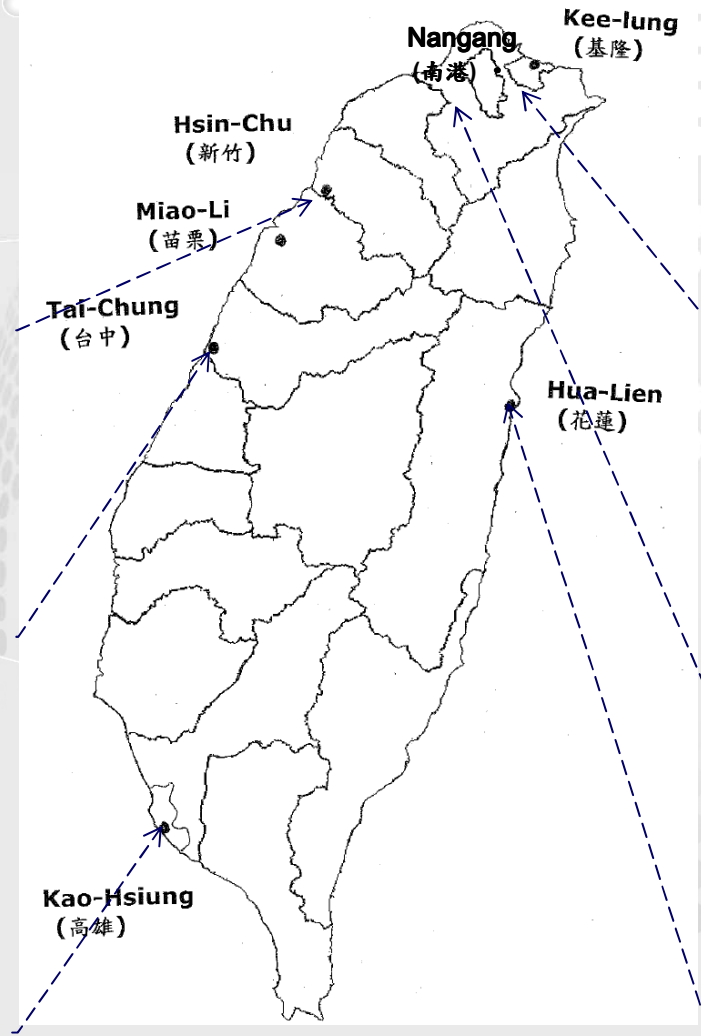 Kee-lung
(基隆)
Nangang
(南港)
Hsin-Chu
(新竹)
Miao-Li
(苗栗)
Tai-Chung
(台中)
Hua-Lien
(花蓮)
Kao-Hsiung
(高雄)